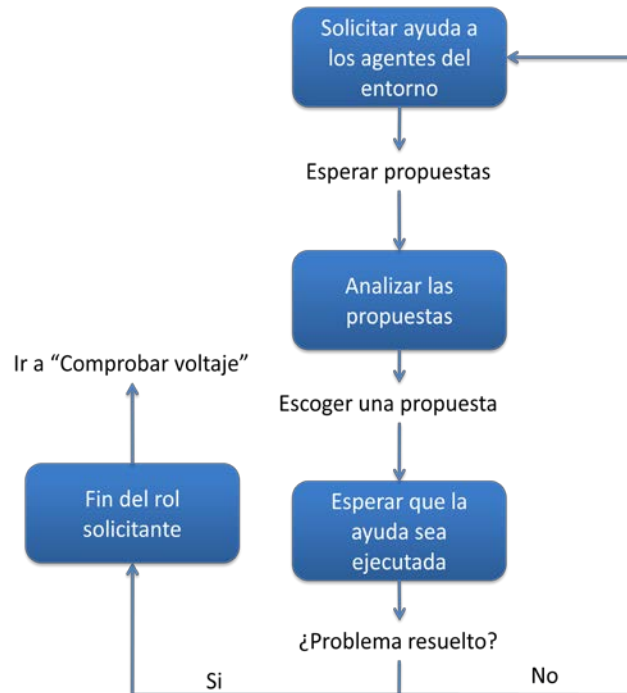 Solicitar ayuda a
los agentes del
entorno
Esperar propuestas
Analizar las
propuestas
Ir a “Comprobar voltaje”
Escoger una propuesta
Fin del rol
solicitante
Esperar que la
ayuda sea
ejecutada
¿Problema resuelto?
Si
No